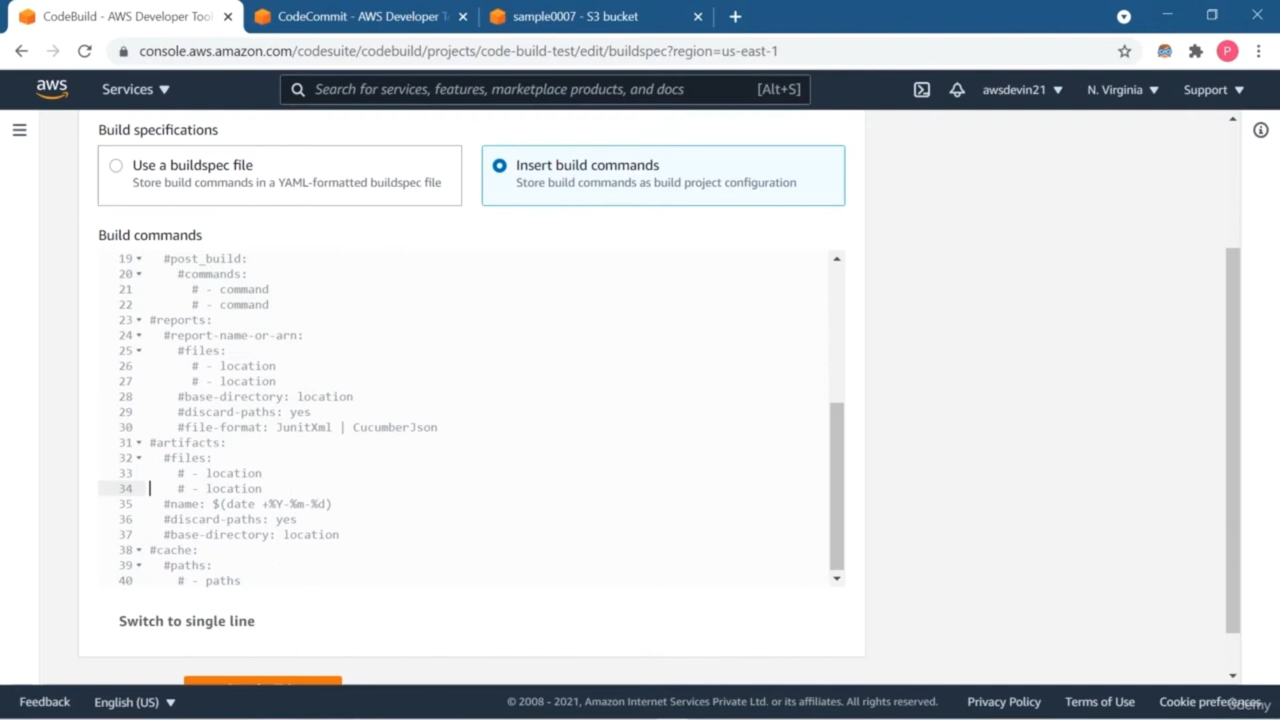 CodeBuild - AWS Developer Tool
CodeCommit - AWS Developer T
sample0007 - S3 bucket
console.aws.amazon.com/codesuite/codebuild/projects/code-build-test/edit/buildspec?region=us-east-1
P
aws
Services
Search for services, features, marketplace products, and docs
[Alt+S]
awsdevin21
N. Virginia
Support
Build specifications
Use a buildspec file
Store build commands in a YAML-formatted buildspec file
Insert build commands
Store build commands as build project configuration
Build commands
19 #post_build:
20 #commands:
21 # - command
22 # - command
23 #reports:
24 #report-name-or-arn:
25 #files:
26 # - location
27 # - location
28 #base-directory: location
29 #discard-paths: yes
30 #file-format: JunitXml | CucumberJson
31 #artifacts:
32 #files:
33 # - location
34 # - location
35 #name: $(date +%Y-%m-%d)
36 #discard-paths: yes
37 #base-directory: location
38 #cache:
39 #paths:
40 # - paths
Switch to single line
Feedback
English (US)
© 2008 - 2021, Amazon Internet Services Private Ltd. or its affiliates. All rights reserved.
Privacy Policy
Terms of Use
Cookie preferences
Udemy